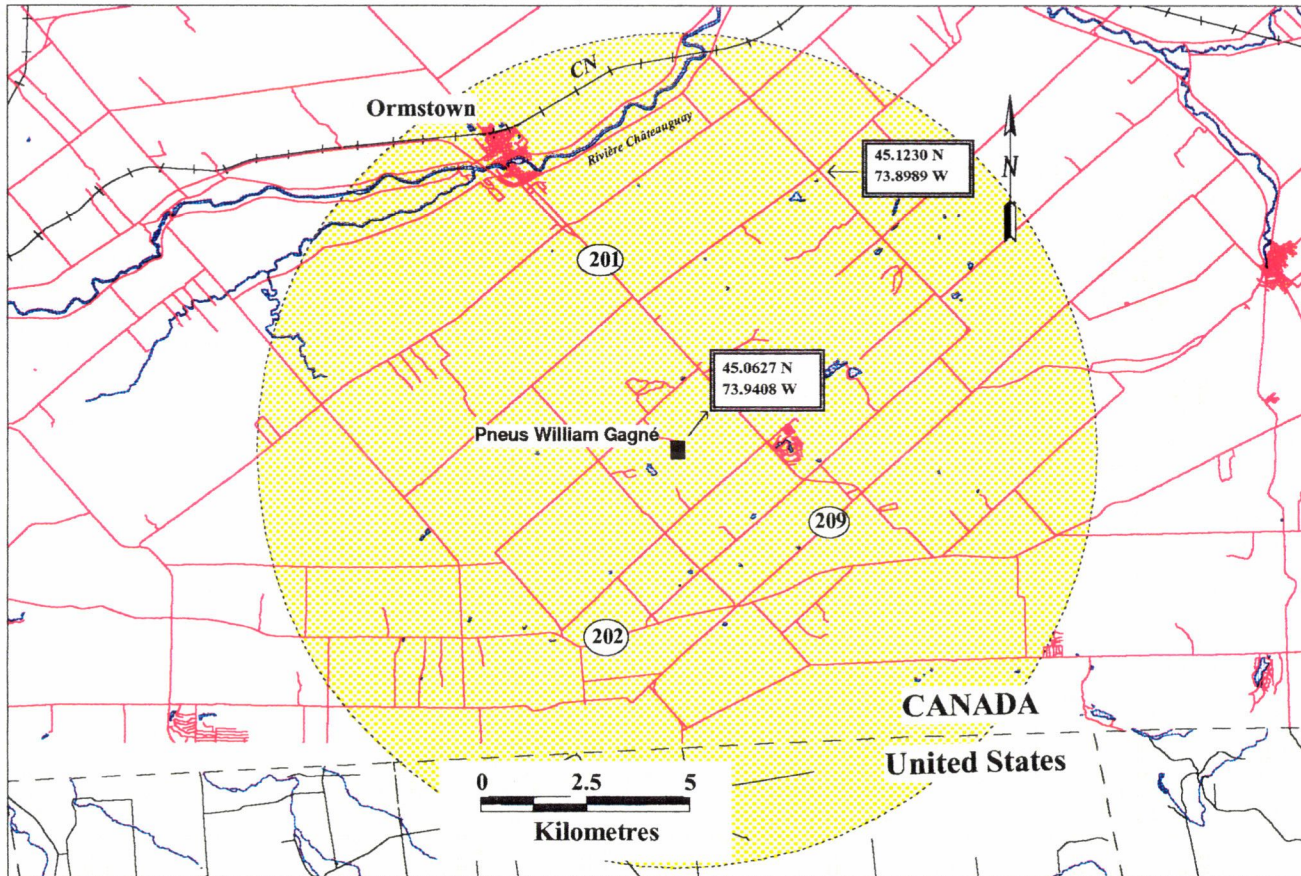 CN
Ormstown
Rivière Châteauguay
45.1230 N
73.8989 W
N
201
45.0627 N
73.9408 W
Pneus William Gagné
209
202
CANADA
United States
0 2.5 5
Kilometres